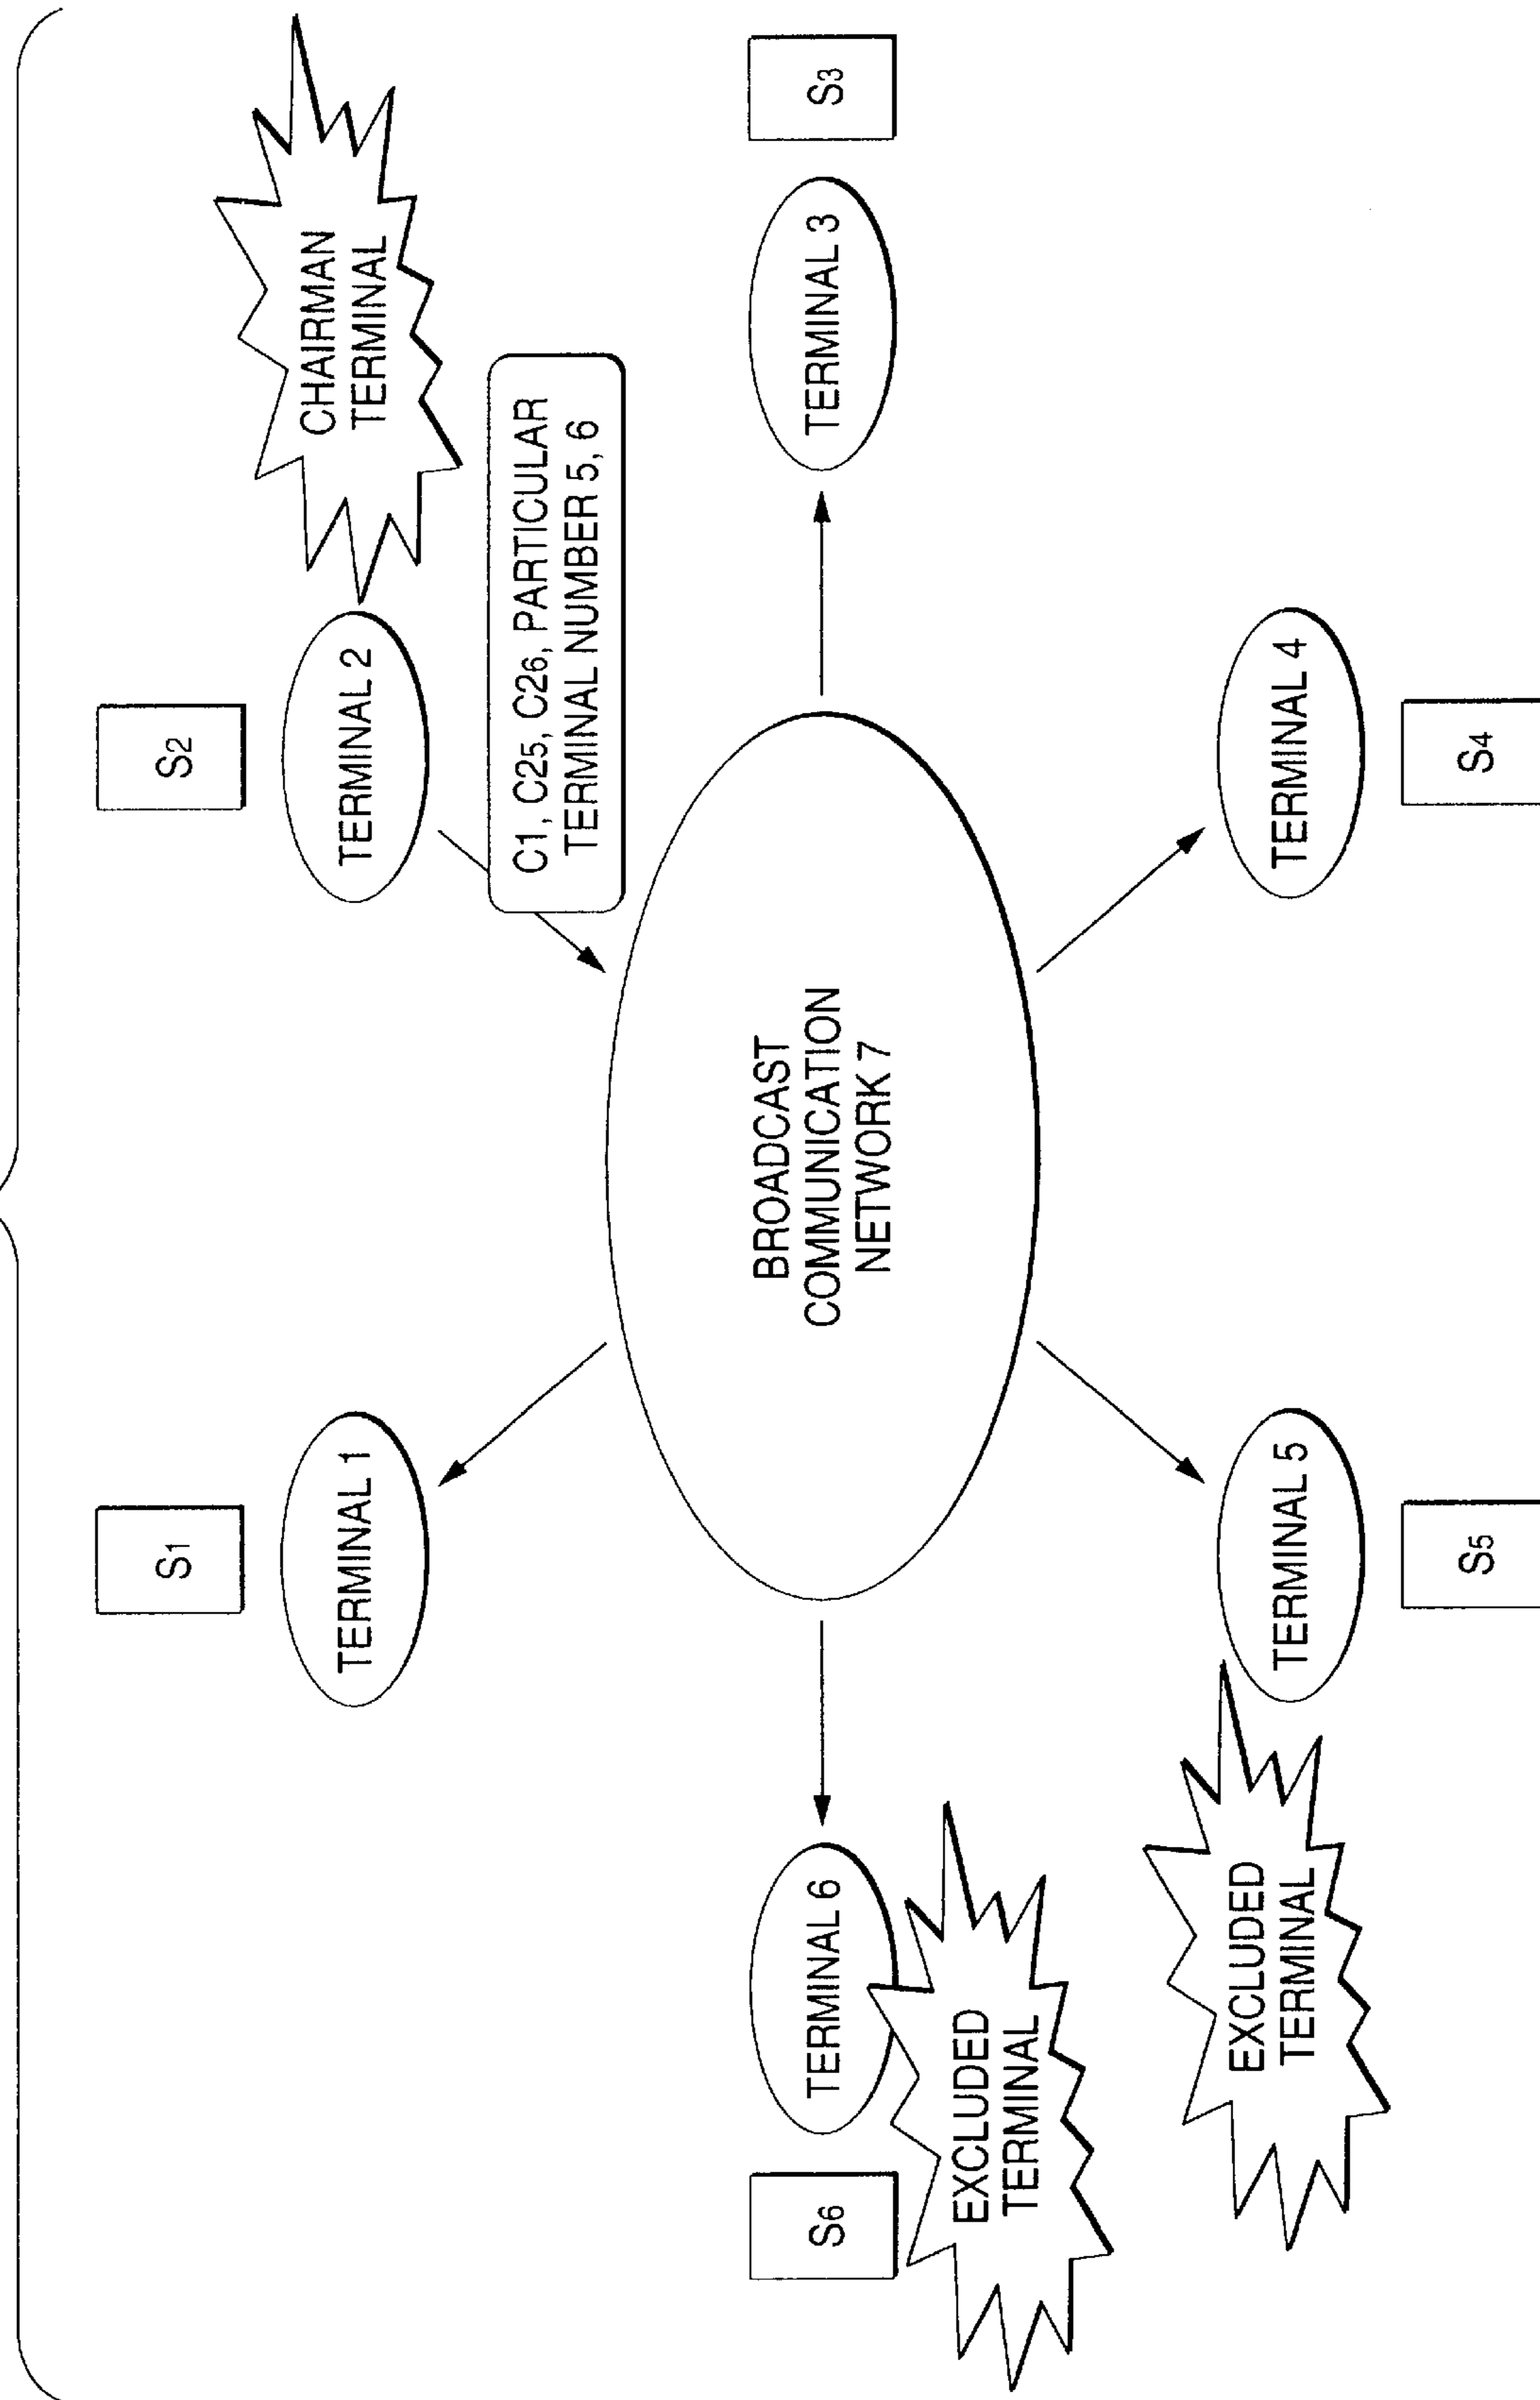 S1
S2
TERMINAL 1
TERMINAL 2
CHAIRMAN
TERMINAL
C1, C25, C26, PARTICULAR
TERMINAL NUMBER 5, 6
S6
TERMINAL 6
BROADCAST
COMMUNICATION
NETWORK 7
TERMINAL 3
S3
EXCLUDED
TERMINAL
EXCLUDED
TERMINAL
TERMINAL 5
TERMINAL 4
S5
S4